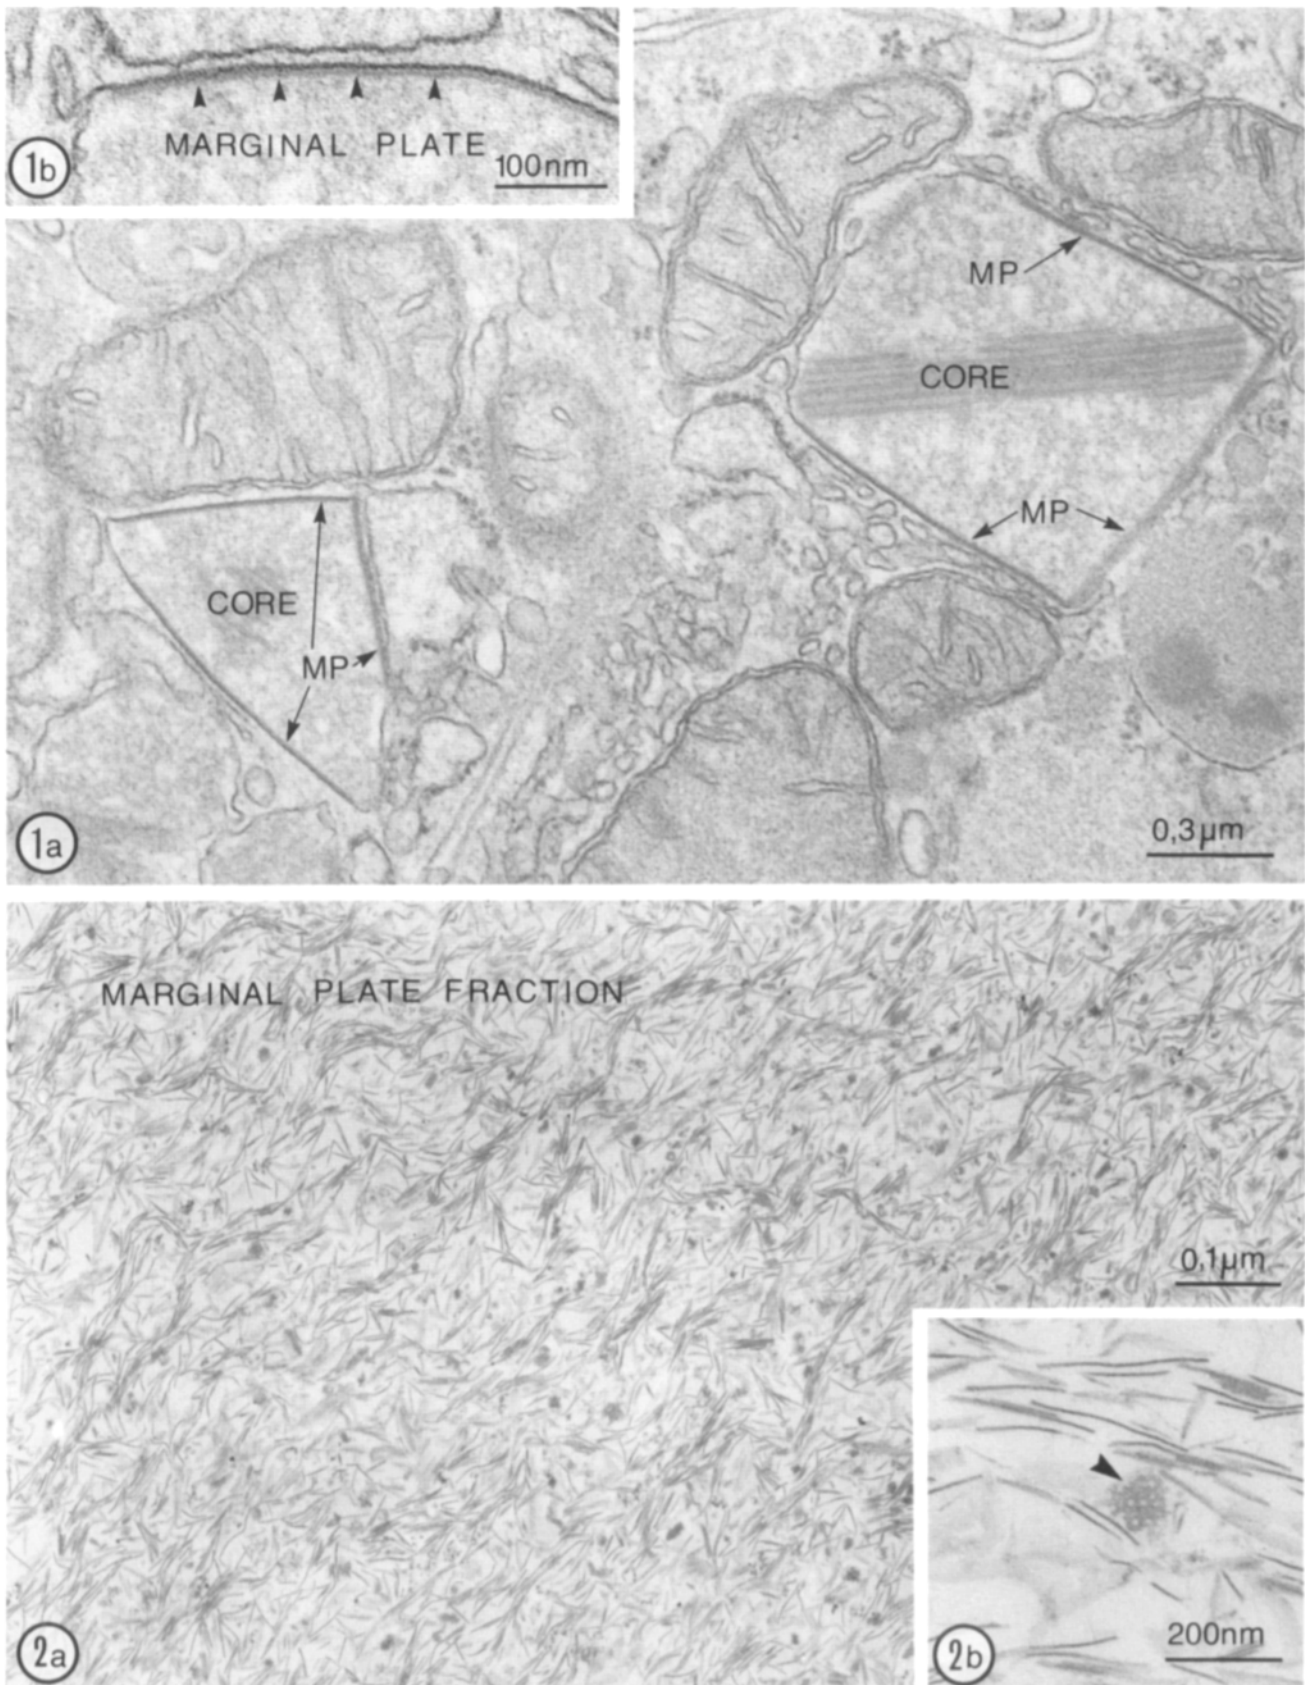 MARGINAL PLATE
1b
100nm
MP
CORE
MP
CORE
MP
1a
0,3µm
MARGINAL PLATE FRACTION
0,1µm
2a
2b
200nm